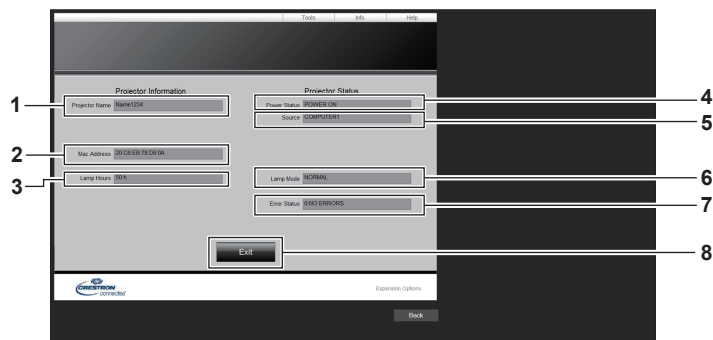 Tools Info Help
Projector Information
Projector Status
1 Projector Name Name1234
Power Status POWER ON 4
Source COMPUTER1 5
2 Mac Address 20:C6:EB:79:D6:0A
3 Lamp Hours 50 h
Lamp Mode NORMAL 6
Error Status 0:NO ERRORS 7
Exit 8
CRESTRON
connected
Expansion Options
Back